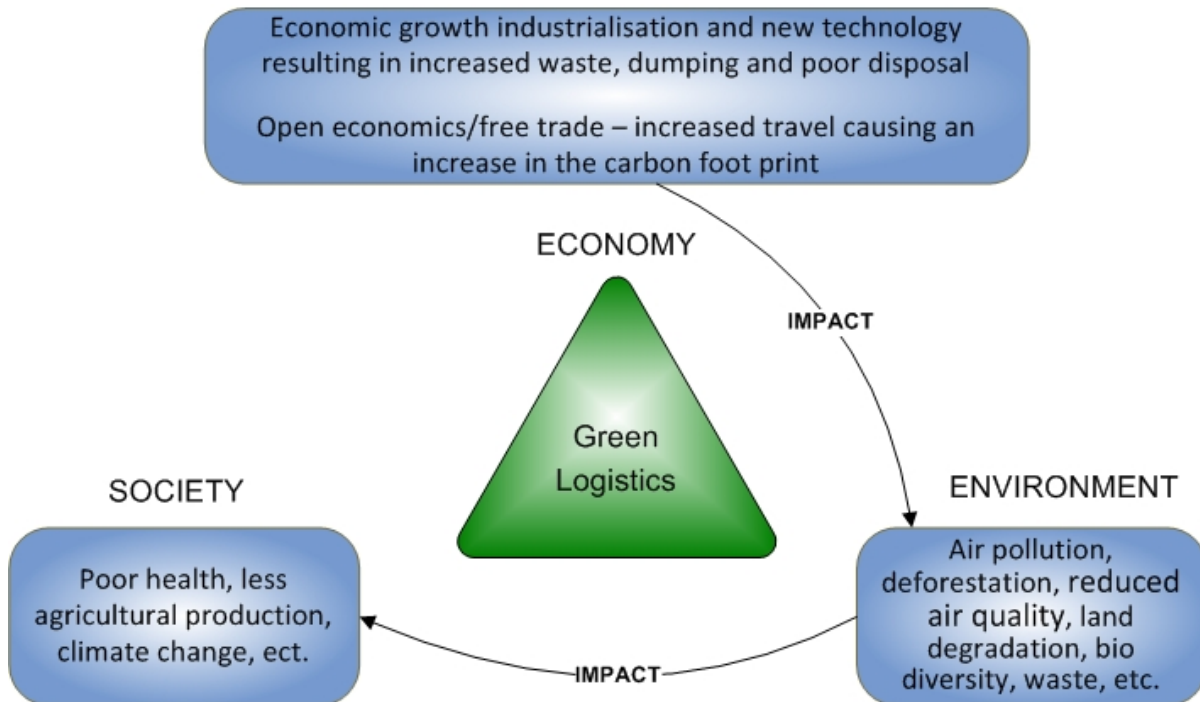 Economic growth industrialisation and new technology
resulting in increased waste, dumping and poor disposal
Open economics/free trade – increased travel causing an
increase in the carbon foot print
ECONOMY
IMPACT
Green
Logistics
SOCIETY
ENVIRONMENT
Poor health, less
agricultural production,
climate change, ect.
Air pollution,
deforestation, reduced
air quality, land
degradation, bio
diversity, waste, etc.
IMPACT